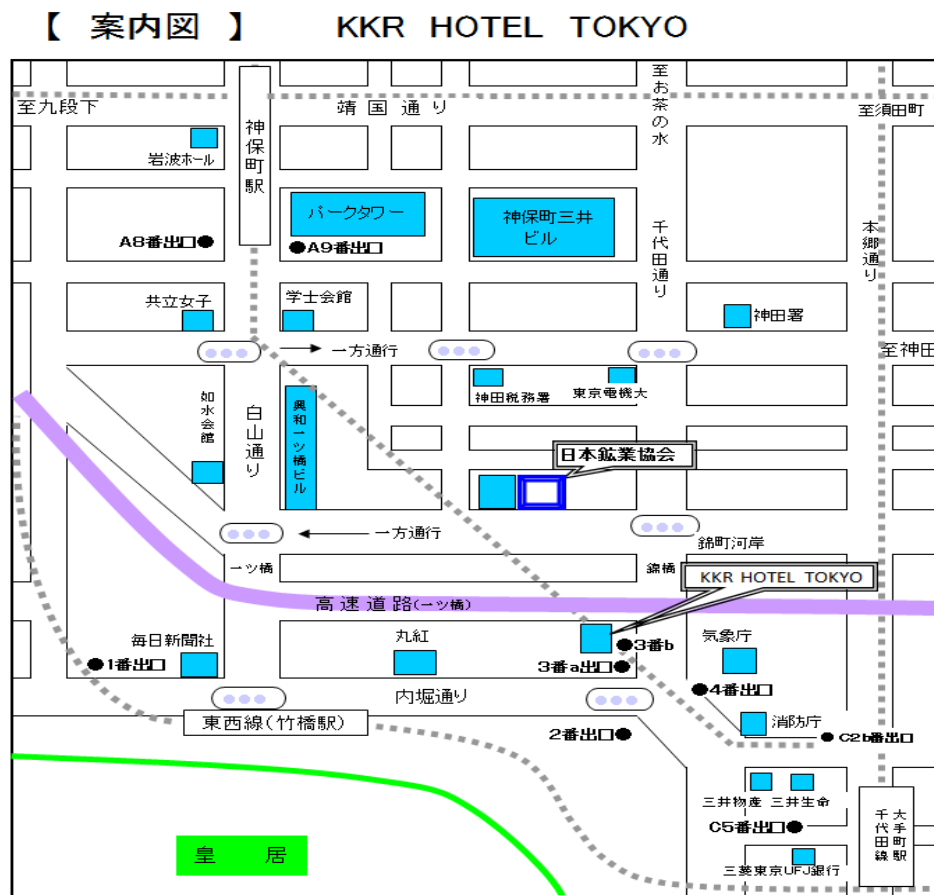 【 案内図 】 KKR HOTEL TOKYO
至九段下
靖国通り
至お茶の水
至須田町
神保町駅
岩波ホール
パークタワー
神保町三井
ビル
千代田通り
本郷通り
A8番出口
A9番出口
共立女子
学士会館
神田署
一方通行
至神田
如水会館
白山通り
興和一ツ橋ビル
神田税務署
東京電機大
日本鉱業協会
一方通行
錦町河岸
一ツ橋
錦橋
KKR HOTEL TOKYO
高速道路(一ツ橋)
毎日新聞社
丸紅
気象庁
1番出口
3番b
3番a出口
4番出口
内堀通り
東西線(竹橋駅)
消防庁
2番出口
C2b番出口
三井物産
三井生命
C5番出口
大手町駅
千代田線
三菱東京UFJ銀行
皇 居